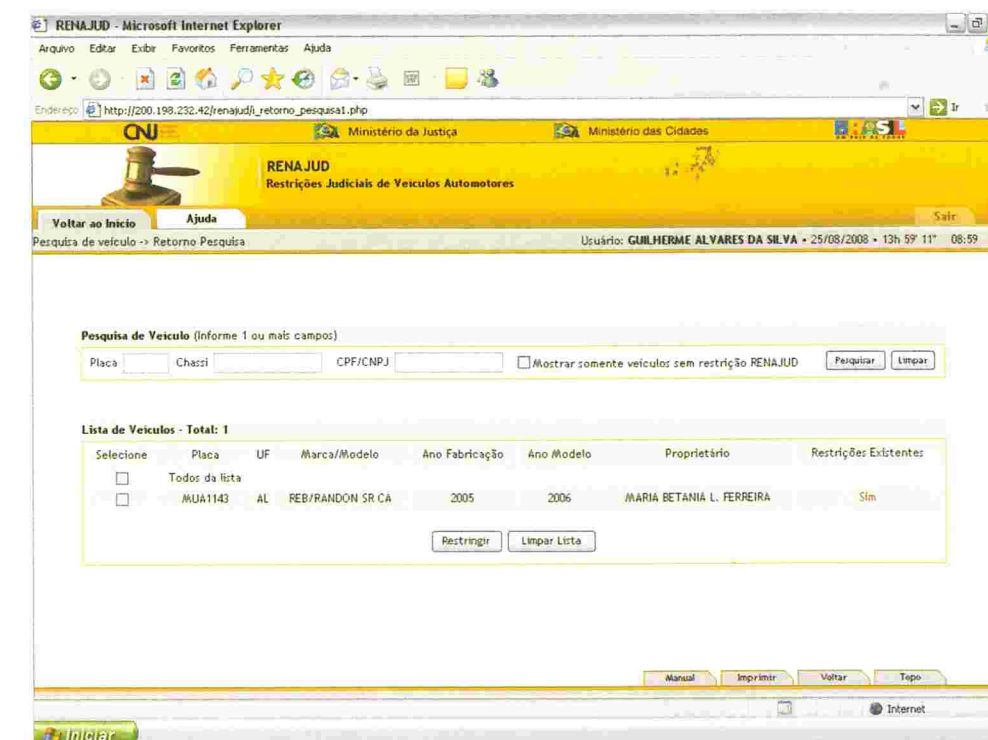 RENAJUD - Microsoft Internet Explorer
Arquivo Editar Exibir Favoritos Ferramentas Ajuda
Endereço http://200.198.232.42/renajud/i_retorno_pesquisa1.php Ir
CNJ Ministério da Justiça Ministério das Cidades BRASIL
RENAJUD
Restrições Judiciais de Veículos Automotores
Voltar ao Início Ajuda Sair
Pesquisa de veículo -> Retorno Pesquisa Usuário: GUILHERME ALVARES DA SILVA • 25/08/2008 • 13h 59' 11" 08:59
Pesquisa de Veículo (Informe 1 ou mais campos)
Placa Chassi CPF/CNPJ Mostrar somente veículos sem restrição RENAJUD Pesquisar Limpar
Lista de Veículos - Total: 1
Selecione Placa UF Marca/Modelo Ano Fabricação Ano Modelo Proprietário Restrições Existentes
Todos da lista
MUA1143 AL REB/RANDON SR CA 2005 2006 MARIA BETANIA L. FERREIRA Sim
Restringir Limpar Lista
Manual Imprimir Voltar Topo
Internet
Iniciar